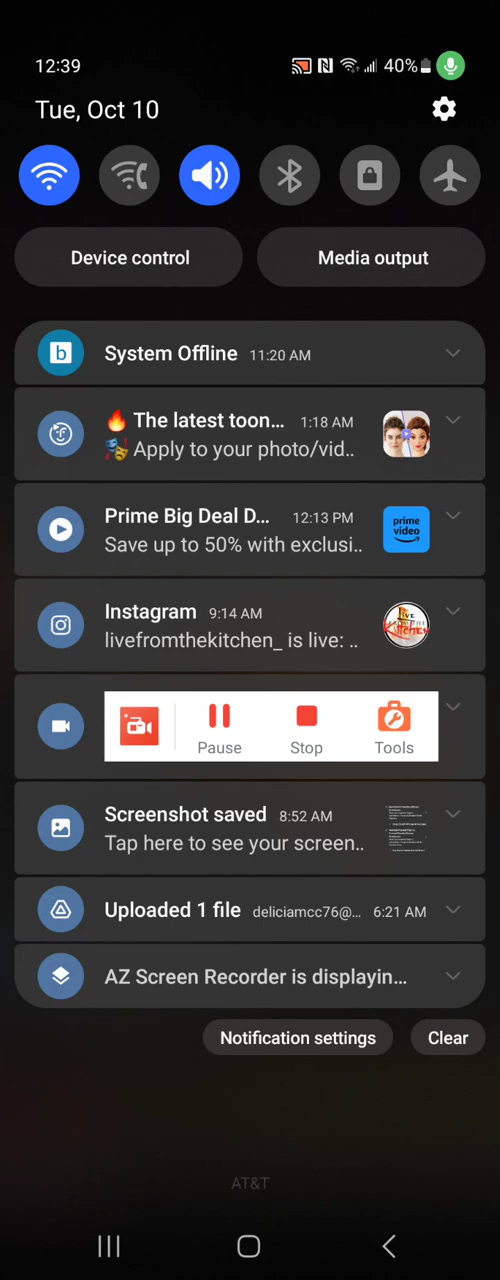 12:39 40%
Tue, Oct 10
Device control Media output
b System Offline 11:20 AM
🔥 The latest toon... 1:18 AM
🎭 Apply to your photo/vid..
Prime Big Deal D... 12:13 PM
Save up to 50% with exclusi..
prime video
Instagram 9:14 AM
livefromthekitchen_ is live: ..
LIVE KITCHEN
Pause Stop Tools
Screenshot saved 8:52 AM
Tap here to see your screen..
Uploaded 1 file deliciamcc76@... 6:21 AM
AZ Screen Recorder is displayin...
Notification settings Clear
AT&T